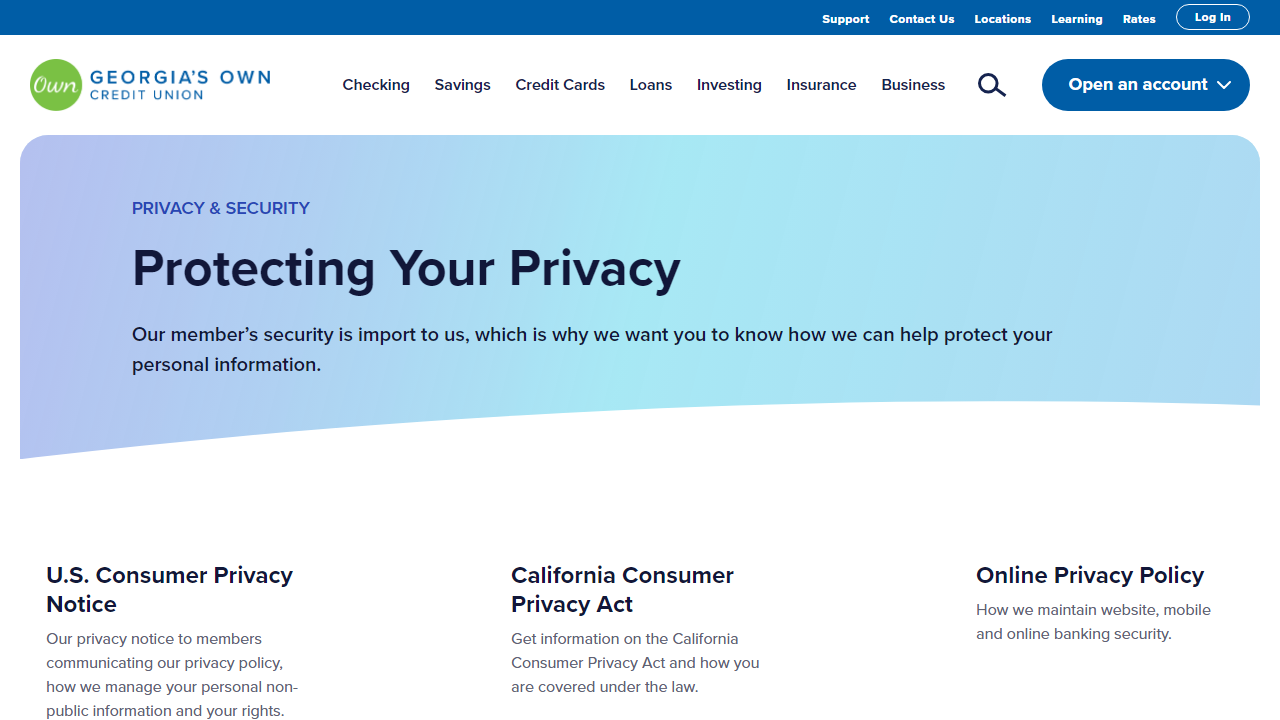 Support Contact Us Locations Learning Rates Log In
Own GEORGIA'S OWN
CREDIT UNION
Checking Savings Credit Cards Loans Investing Insurance Business Open an account
PRIVACY & SECURITY
Protecting Your Privacy
Our member’s security is import to us, which is why we want you to know how we can help protect your
personal information.
U.S. Consumer Privacy
Notice
Our privacy notice to members
communicating our privacy policy,
how we manage your personal non-
public information and your rights.
California Consumer
Privacy Act
Get information on the California
Consumer Privacy Act and how you
are covered under the law.
Online Privacy Policy
How we maintain website, mobile
and online banking security.